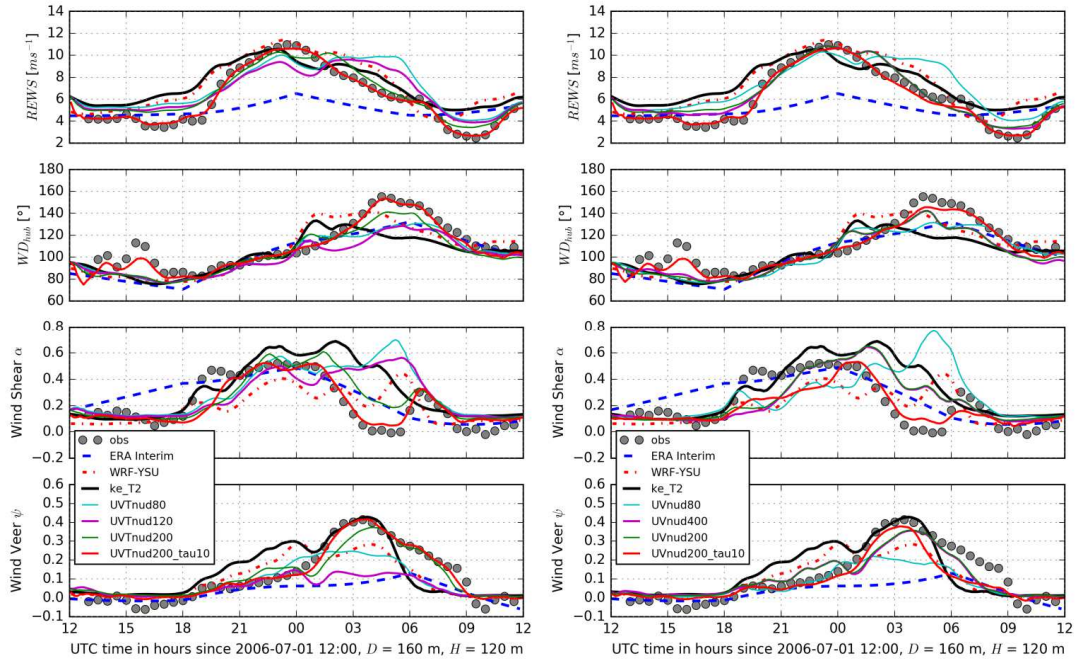 14
12
10
8
6
4
2
REWS [ms⁻¹]
180
160
140
120
100
80
60
WD_hub [°]
0.8
0.6
0.4
0.2
0.0
−0.2
Wind Shear α
obs
ERA Interim
WRF-YSU
ke_T2
UVTnud80
UVTnud120
UVTnud200
UVTnud200_tau10
0.6
0.5
0.4
0.3
0.2
0.1
0.0
−0.1
Wind Veer ψ
12 15 18 21 00 03 06 09 12
UTC time in hours since 2006-07-01 12:00, D = 160 m, H = 120 m
14
12
10
8
6
4
2
REWS [ms⁻¹]
180
160
140
120
100
80
60
WD_hub [°]
0.8
0.6
0.4
0.2
0.0
−0.2
Wind Shear α
obs
ERA Interim
WRF-YSU
ke_T2
UVnud80
UVnud400
UVnud200
UVnud200_tau10
0.6
0.5
0.4
0.3
0.2
0.1
0.0
−0.1
Wind Veer ψ
12 15 18 21 00 03 06 09 12
UTC time in hours since 2006-07-01 12:00, D = 160 m, H = 120 m